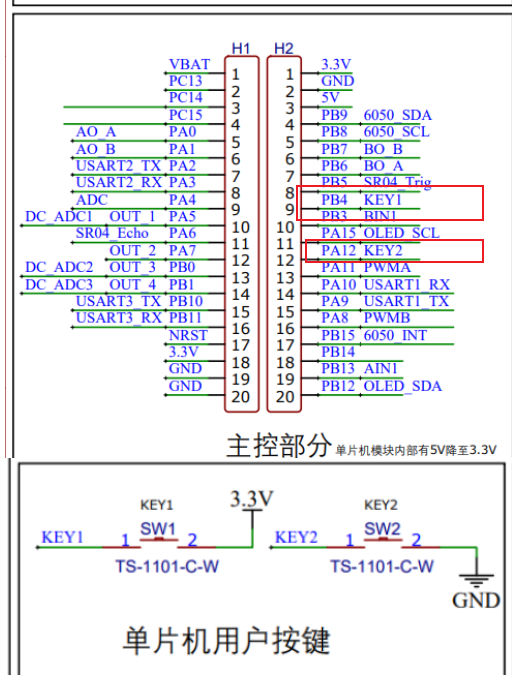 H1 H2
VBAT 1 1 3.3V
PC13 2 2 GND
PC14 3 3 5V
PC15 4 4 PB9 6050_SDA
AO_A PA0 5 5 PB8 6050_SCL
AO_B PA1 6 6 PB7 BO_B
USART2_TX PA2 7 7 PB6 BO_A
USART2_RX PA3 8 8 PB5 SR04_Trig
ADC PA4 9 9 PB4 KEY1
DC_ADC1 OUT_1 PA5 10 10 PB3 BIN1
SR04_Echo PA6 11 11 PA15 OLED_SCL
OUT_2 PA7 12 12 PA12 KEY2
DC_ADC2 OUT_3 PB0 13 13 PA11 PWMA
DC_ADC3 OUT_4 PB1 14 14 PA10 USART1_RX
USART3_TX PB10 15 15 PA9 USART1_TX
USART3_RX PB11 16 16 PA8 PWMB
NRST 17 17 PB15 6050_INT
3.3V 18 18 PB14
GND 19 19 PB13 AIN1
GND 20 20 PB12 OLED_SDA
主控部分 单片机模块内部有5V降至3.3V
KEY1 3.3V KEY2
SW1 SW2
KEY1 1 2 KEY2 1 2
TS-1101-C-W TS-1101-C-W
GND
单片机用户按键